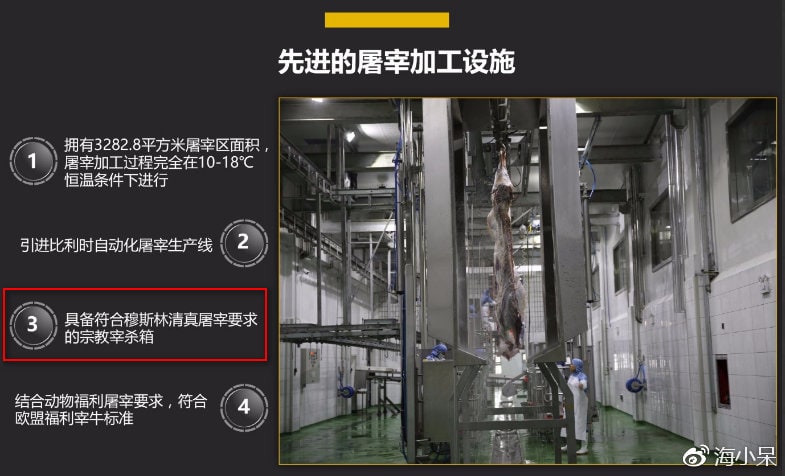 先进的屠宰加工设施
1
拥有3282.8平方米屠宰区面积，
屠宰加工过程完全在10-18℃
恒温条件下进行
引进比利时自动化屠宰生产线
2
3
具备符合穆斯林清真屠宰要求
的宗教宰杀箱
结合动物福利屠宰要求，符合
欧盟福利宰牛标准
4
海小呆